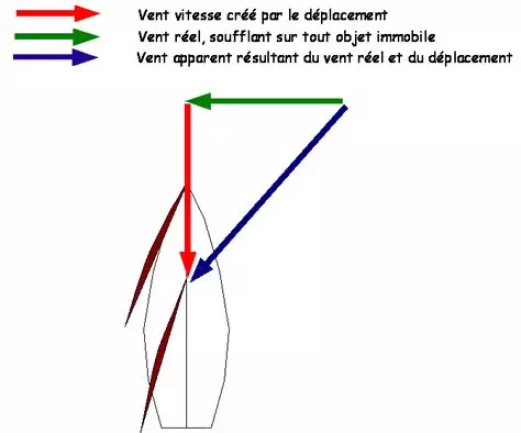 Vent vitesse créé par le déplacement
Vent réel, soufflant sur tout objet immobile
Vent apparent résultant du vent réel et du déplacement